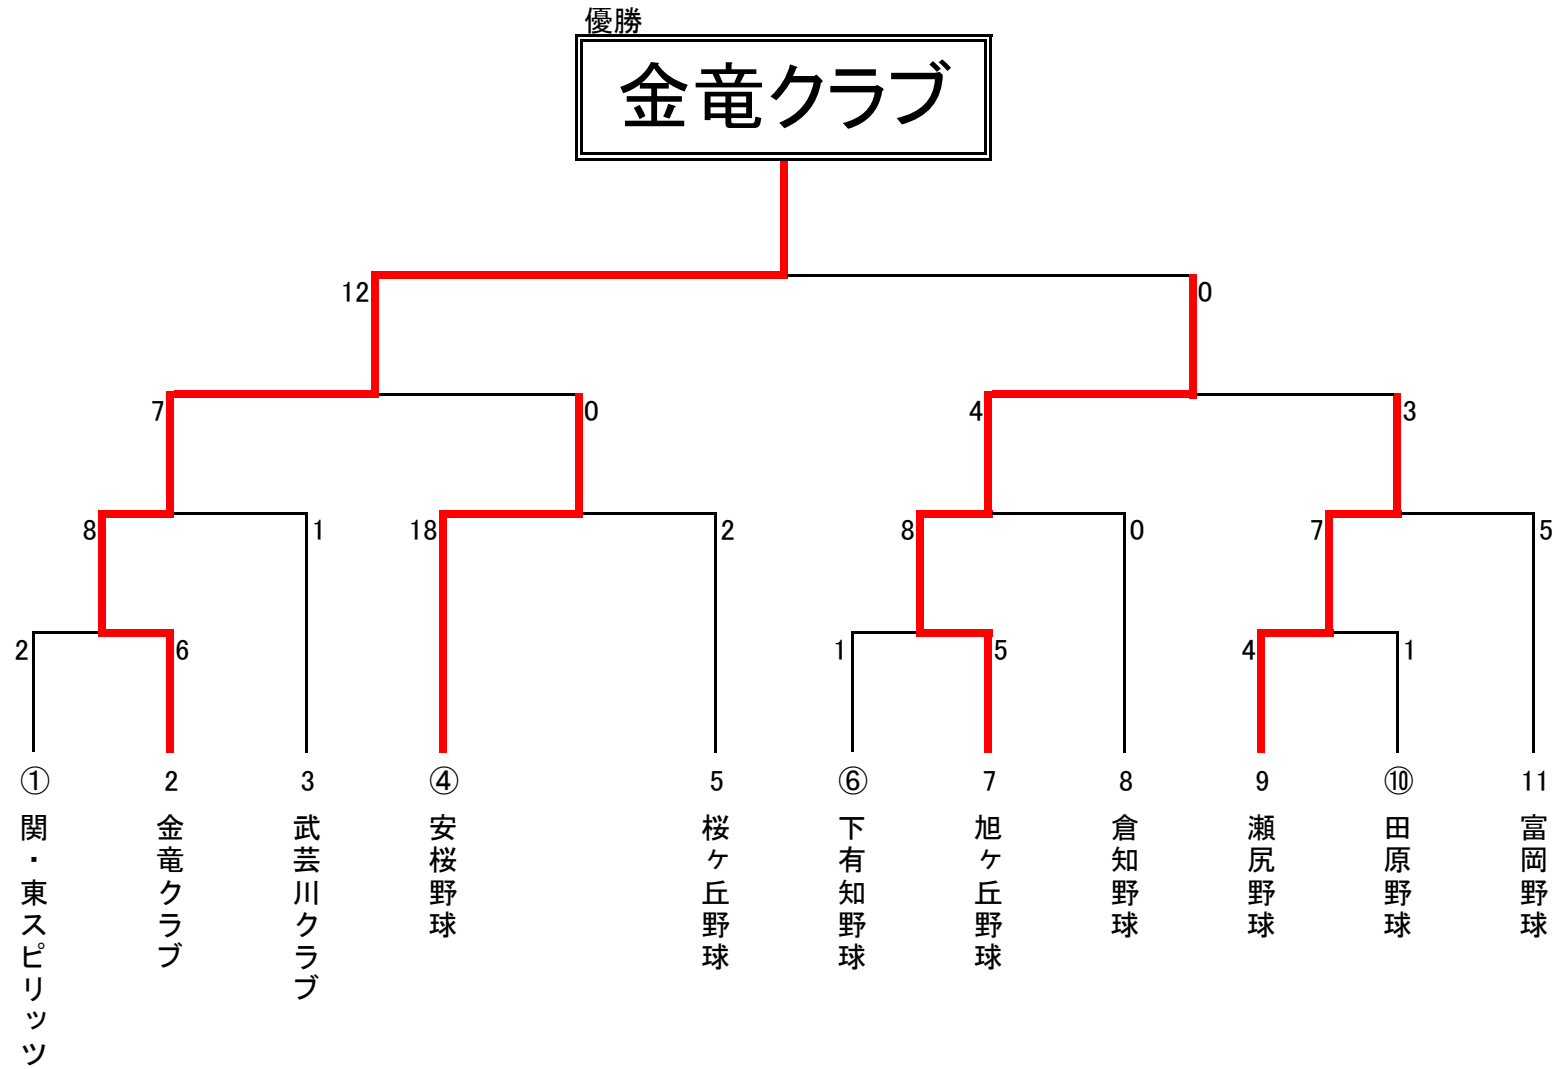 優勝
金竜クラブ
12 0
7 0 4 3
8 1 18 2 8 0 7 5
2 6 1 5 4 1
① 2 3 ④ 5 ⑥ 7 8 9 ⑩ 11
関・東スピリッツ
金竜クラブ
武芸川クラブ
安桜野球
桜ヶ丘野球
下有知野球
旭ヶ丘野球
倉知野球
瀬尻野球
田原野球
富岡野球